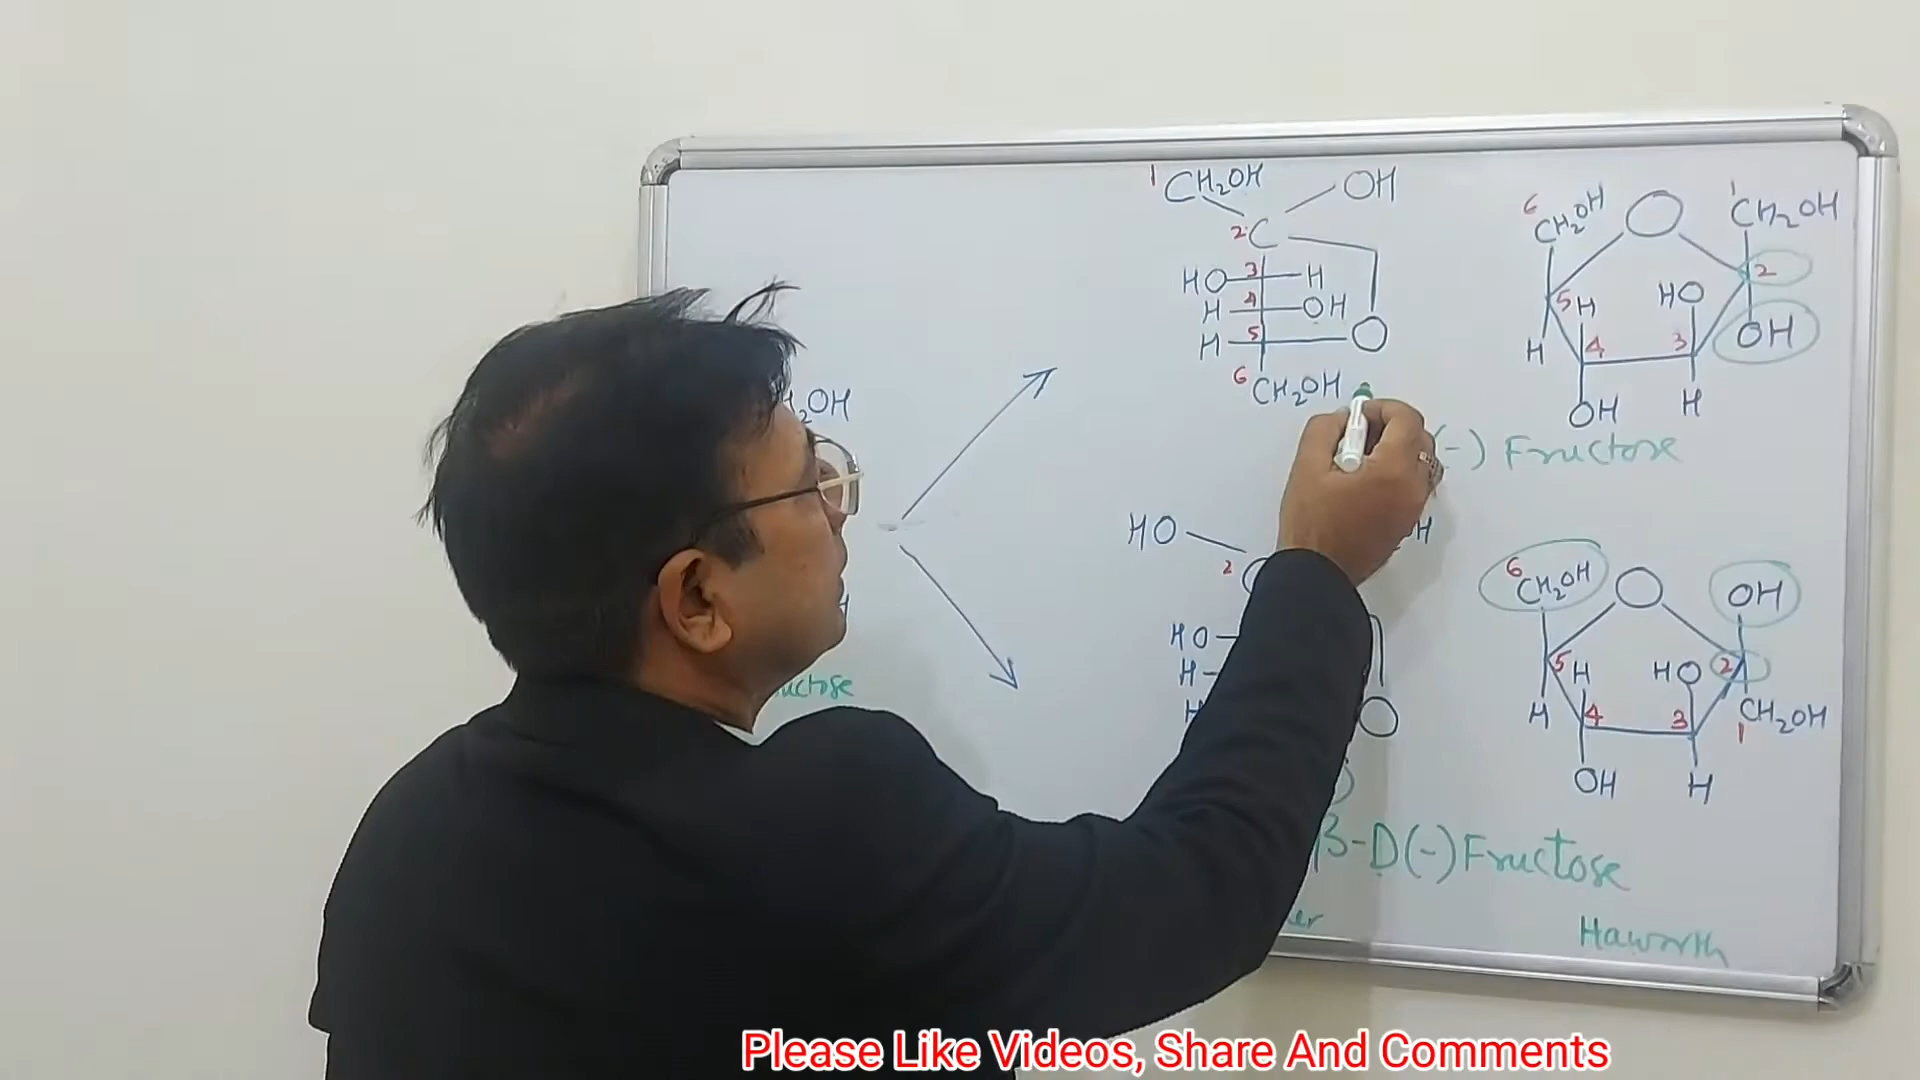 1 CH2OH OH
2 C
HO 3 H
H 4 OH
H 5 O
6 CH2OH
6 CH2OH O 1 CH2OH
5 H HO 2
H 4 3 OH
OH H
(-) Fructose
2OH
HO H
2
HO
H
H O
6 CH2OH O OH
5 H HO 2
H 4 3 CH2OH
1
OH H
β-D(-) Fructose
Haworth
Please Like Videos, Share And Comments